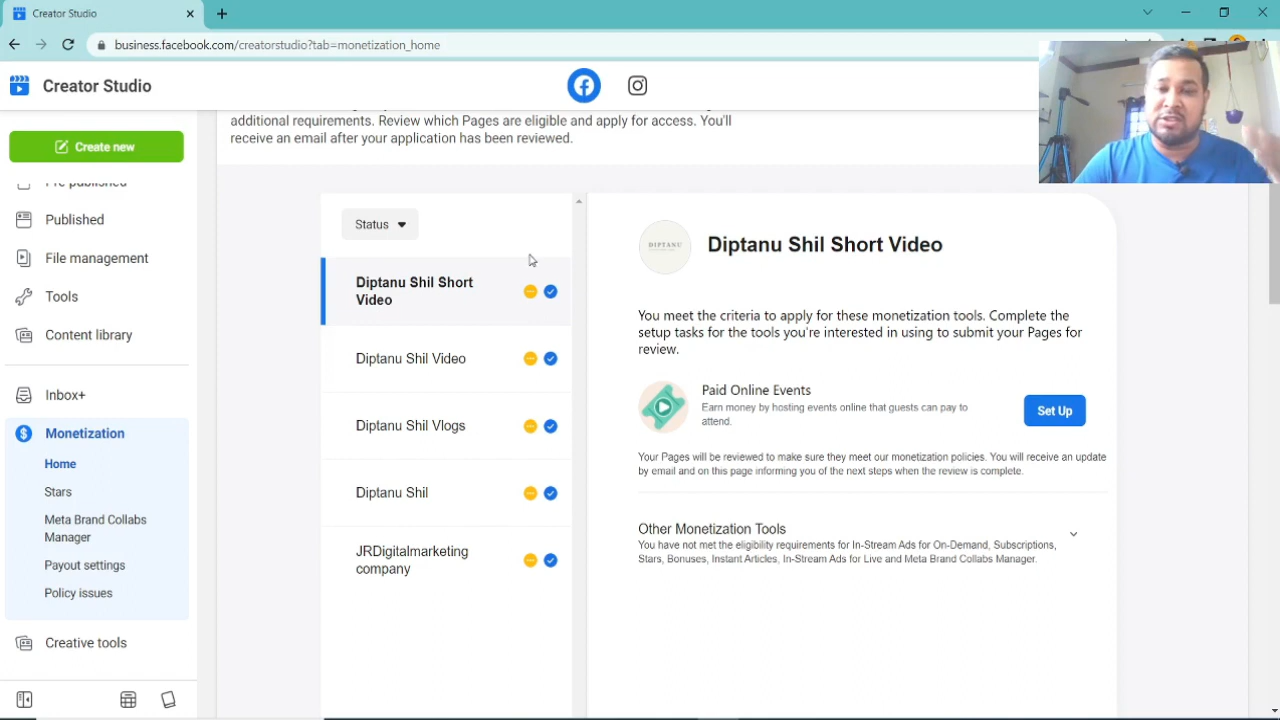 Creator Studio
business.facebook.com/creatorstudio?tab=monetization_home
Creator Studio
additional requirements. Review which Pages are eligible and apply for access. You'll
receive an email after your application has been reviewed.
Create new
Published
File management
Tools
Content library
Inbox+
Monetization
Home
Stars
Meta Brand Collabs
Manager
Payout settings
Policy issues
Creative tools
Status
Diptanu Shil Short
Video
Diptanu Shil Video
Diptanu Shil Vlogs
Diptanu Shil
JRDigitalmarketing
company
DIPTANU
Diptanu Shil Short Video
You meet the criteria to apply for these monetization tools. Complete the
setup tasks for the tools you're interested in using to submit your Pages for
review.
Paid Online Events
Earn money by hosting events online that guests can pay to
attend.
Set Up
Your Pages will be reviewed to make sure they meet our monetization policies. You will receive an update
by email and on this page informing you of the next steps when the review is complete.
Other Monetization Tools
You have not met the eligibility requirements for In-Stream Ads for On-Demand, Subscriptions,
Stars, Bonuses, Instant Articles, In-Stream Ads for Live and Meta Brand Collabs Manager.